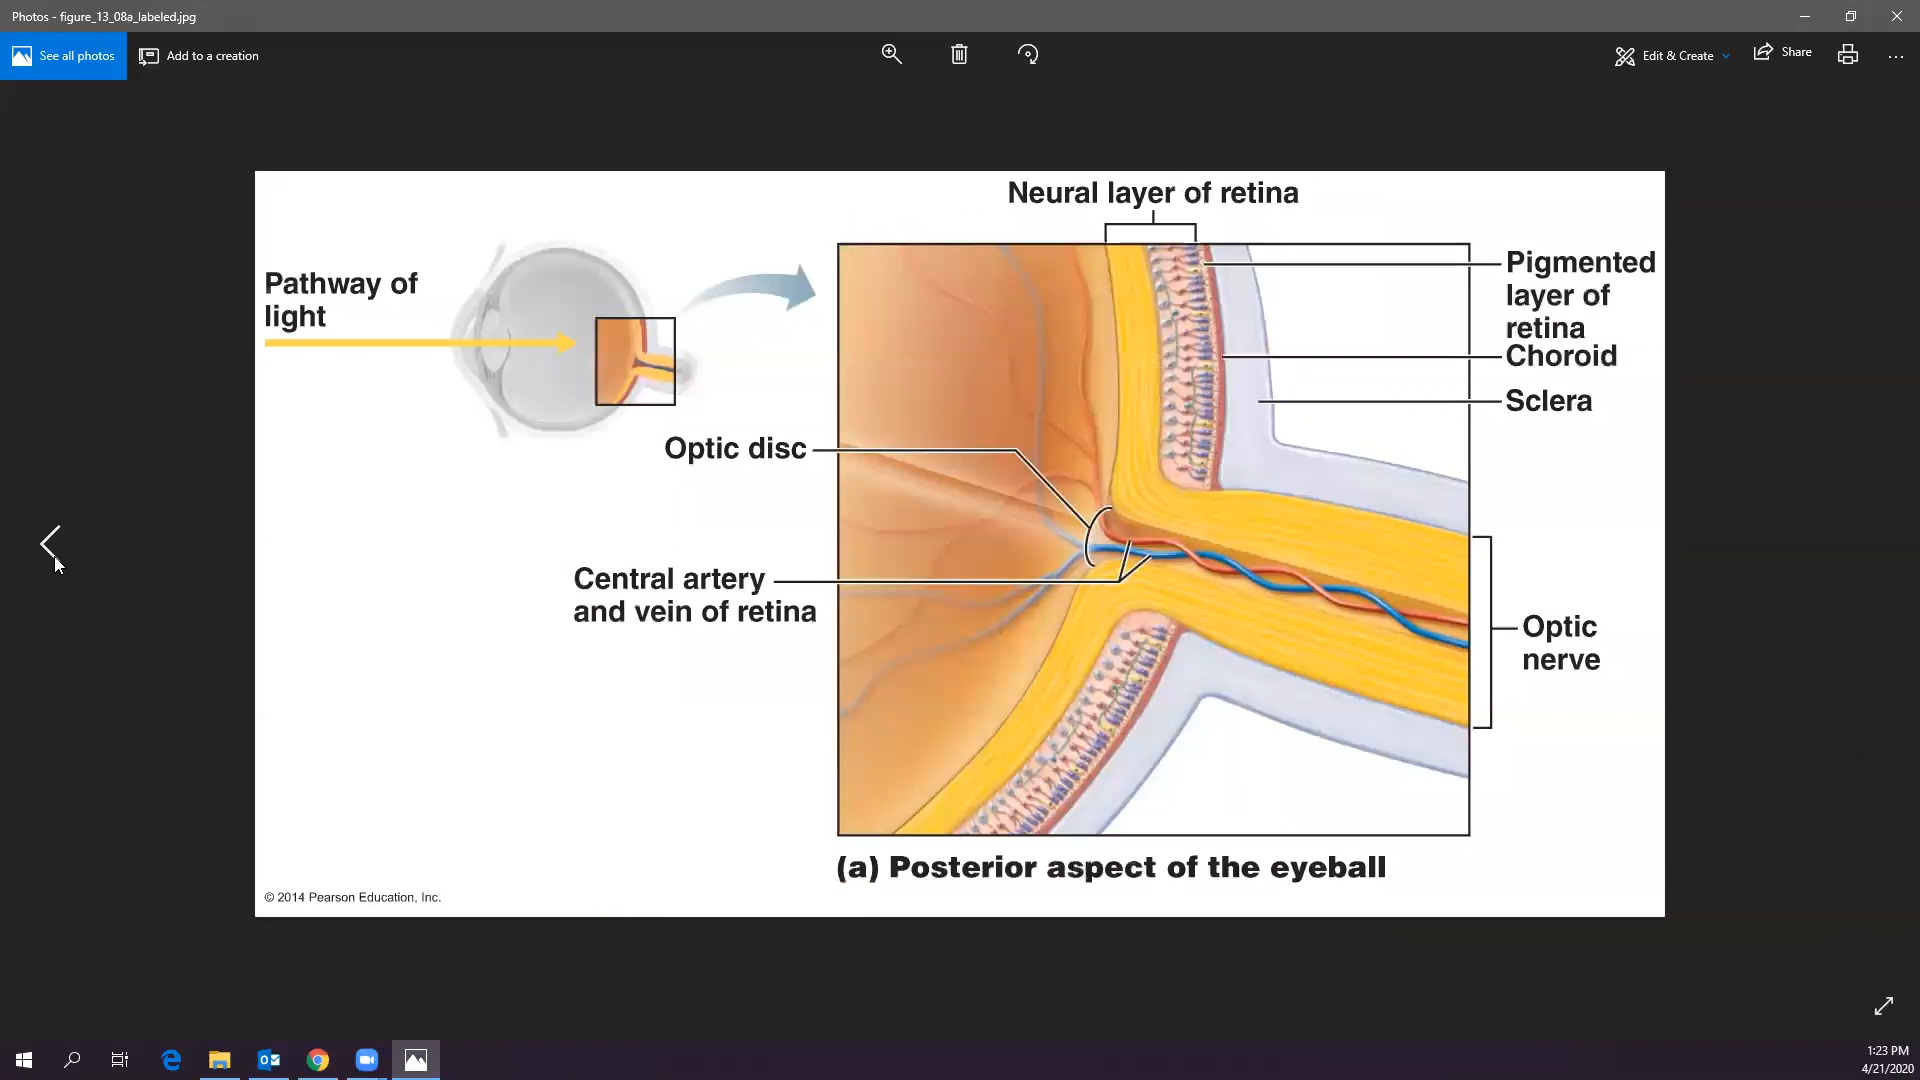 Photos - figure_13_08a_labeled.jpg
See all photos
Add to a creation
Edit & Create
Share
Neural layer of retina
Pathway of
light
Pigmented
layer of
retina
Choroid
Sclera
Optic disc
Central artery
and vein of retina
Optic
nerve
(a) Posterior aspect of the eyeball
© 2014 Pearson Education, Inc.
1:23 PM
4/21/2020